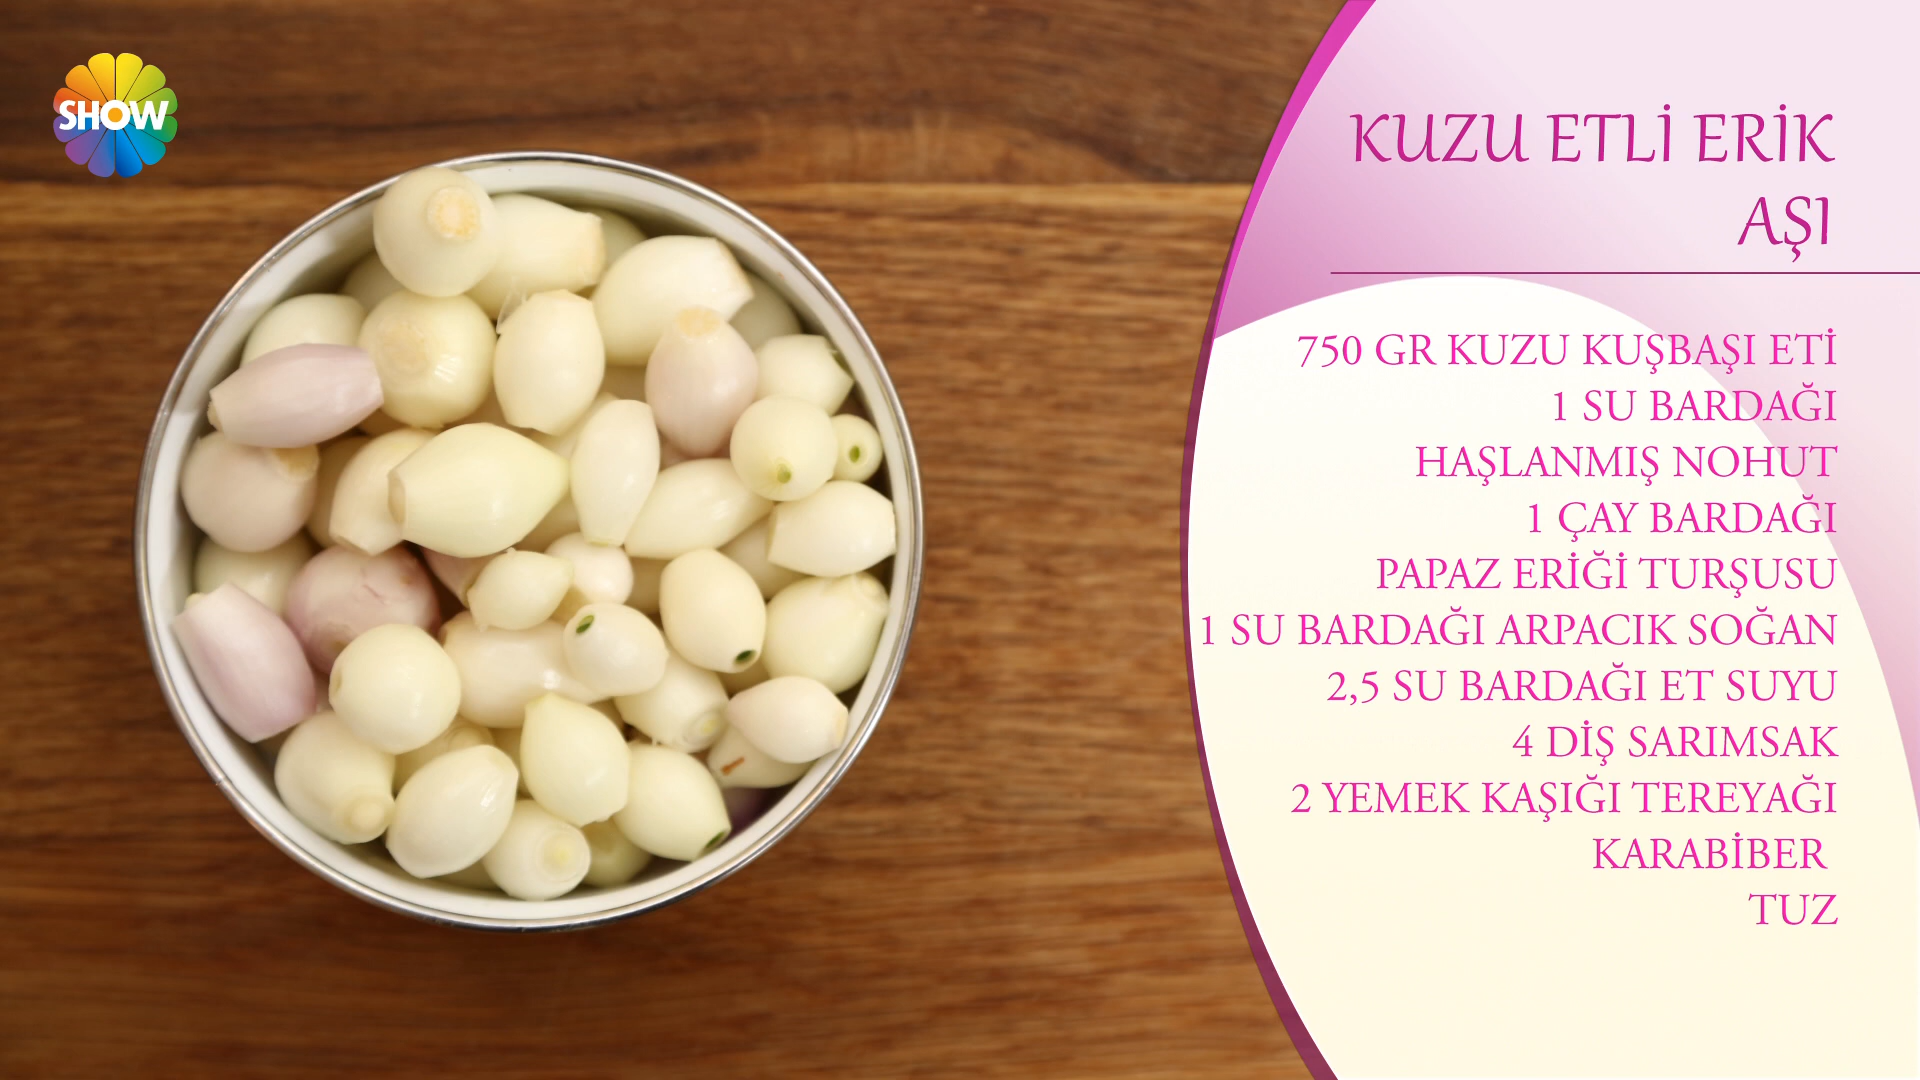 SHOW
KUZU ETLİ ERİK
AŞI
750 GR KUZU KUŞBAŞI ETİ
1 SU BARDAĞI
HAŞLANMIŞ NOHUT
1 ÇAY BARDAĞI
PAPAZ ERİĞİ TURŞUSU
1 SU BARDAĞI ARPACIK SOĞAN
2,5 SU BARDAĞI ET SUYU
4 DİŞ SARIMSAK
2 YEMEK KAŞIĞI TEREYAĞI
KARABİBER
TUZ